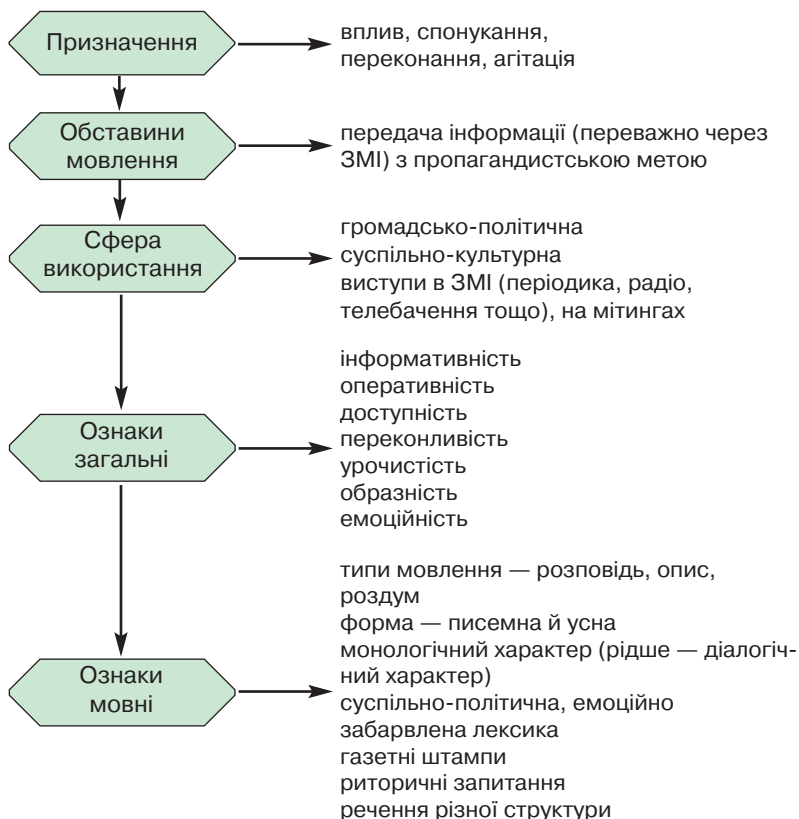 Призначення
вплив, спонукання,
переконання, агітація
Обставини
мовлення
передача інформації (переважно через
ЗМІ) з пропагандистською метою
Сфера
використання
громадсько-політична
суспільно-культурна
виступи в ЗМІ (періодика, радіо,
телебачення тощо), на мітингах
Ознаки
загальні
інформативність
оперативність
доступність
переконливість
урочистість
образність
емоційність
Ознаки
мовні
типи мовлення — розповідь, опис,
роздум
форма — писемна й усна
монологічний характер (рідше — діалогіч-
ний характер)
суспільно-політична, емоційно
забарвлена лексика
газетні штампи
риторичні запитання
речення різної структури